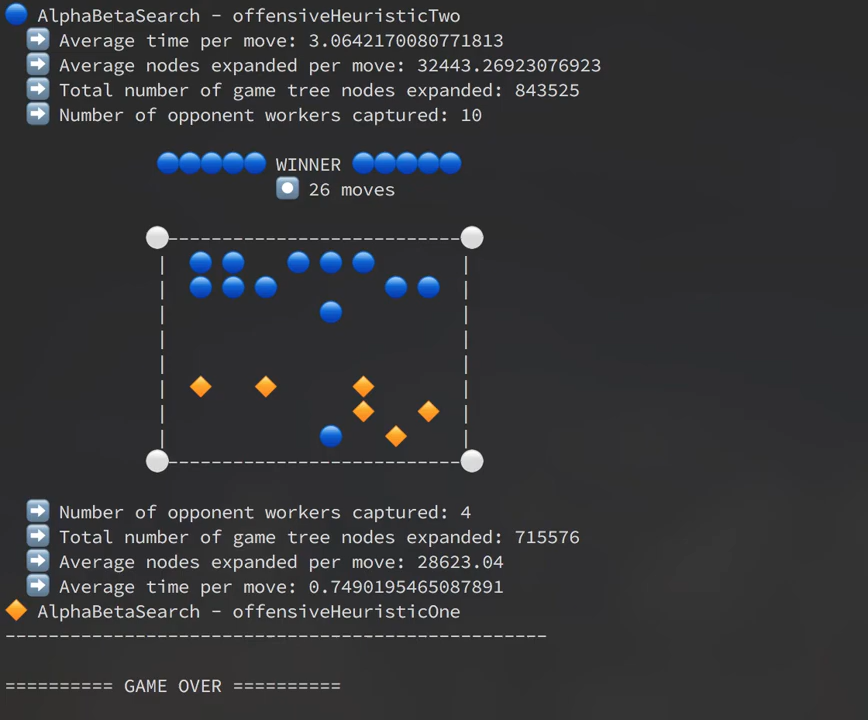 🔵 AlphaBetaSearch - offensiveHeuristicTwo
➡️ Average time per move: 3.0642170080771813
➡️ Average nodes expanded per move: 32443.26923076923
➡️ Total number of game tree nodes expanded: 843525
➡️ Number of opponent workers captured: 10
🔵🔵🔵🔵🔵 WINNER 🔵🔵🔵🔵🔵
⏺️ 26 moves
⚪----------------------------⚪
| 🔵 🔵 🔵 🔵 🔵 |
| 🔵 🔵 🔵 🔵 🔵 |
| 🔵 |
| |
| |
| 🔶 🔶 🔶 |
| 🔶 🔶 |
| 🔵 🔶 |
⚪----------------------------⚪
➡️ Number of opponent workers captured: 4
➡️ Total number of game tree nodes expanded: 715576
➡️ Average nodes expanded per move: 28623.04
➡️ Average time per move: 0.7490195465087891
🔶 AlphaBetaSearch - offensiveHeuristicOne
--------------------------------------------------
========== GAME OVER ==========